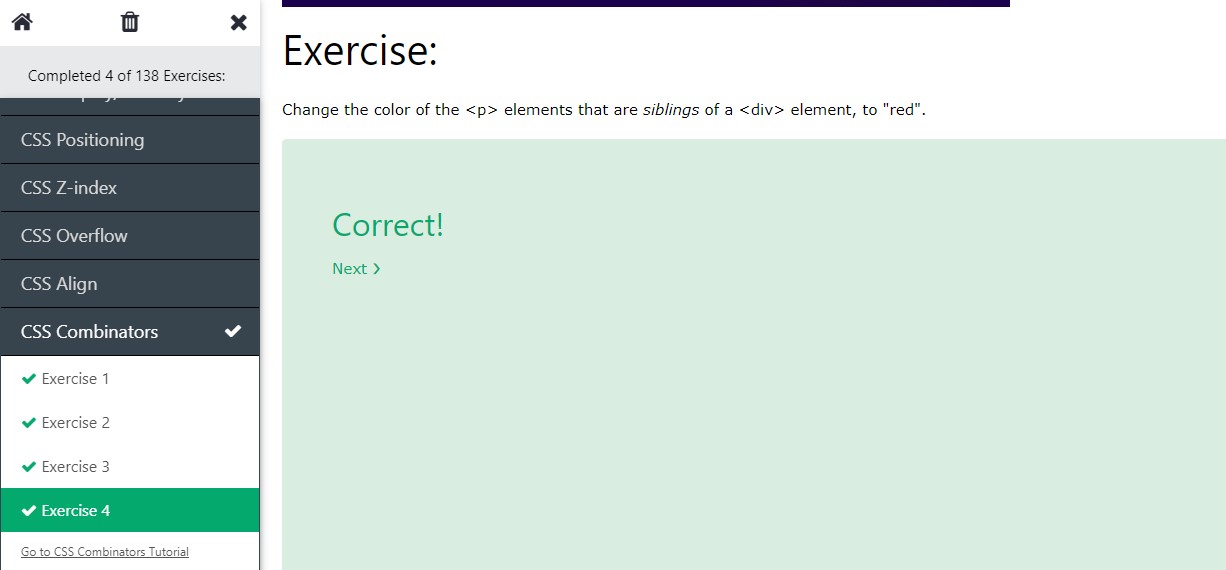 Completed 4 of 138 Exercises:
CSS Positioning
CSS Z-index
CSS Overflow
CSS Align
CSS Combinators
Exercise 1
Exercise 2
Exercise 3
Exercise 4
Go to CSS Combinators Tutorial
Exercise:
Change the color of the <p> elements that are siblings of a <div> element, to "red".
Correct!
Next